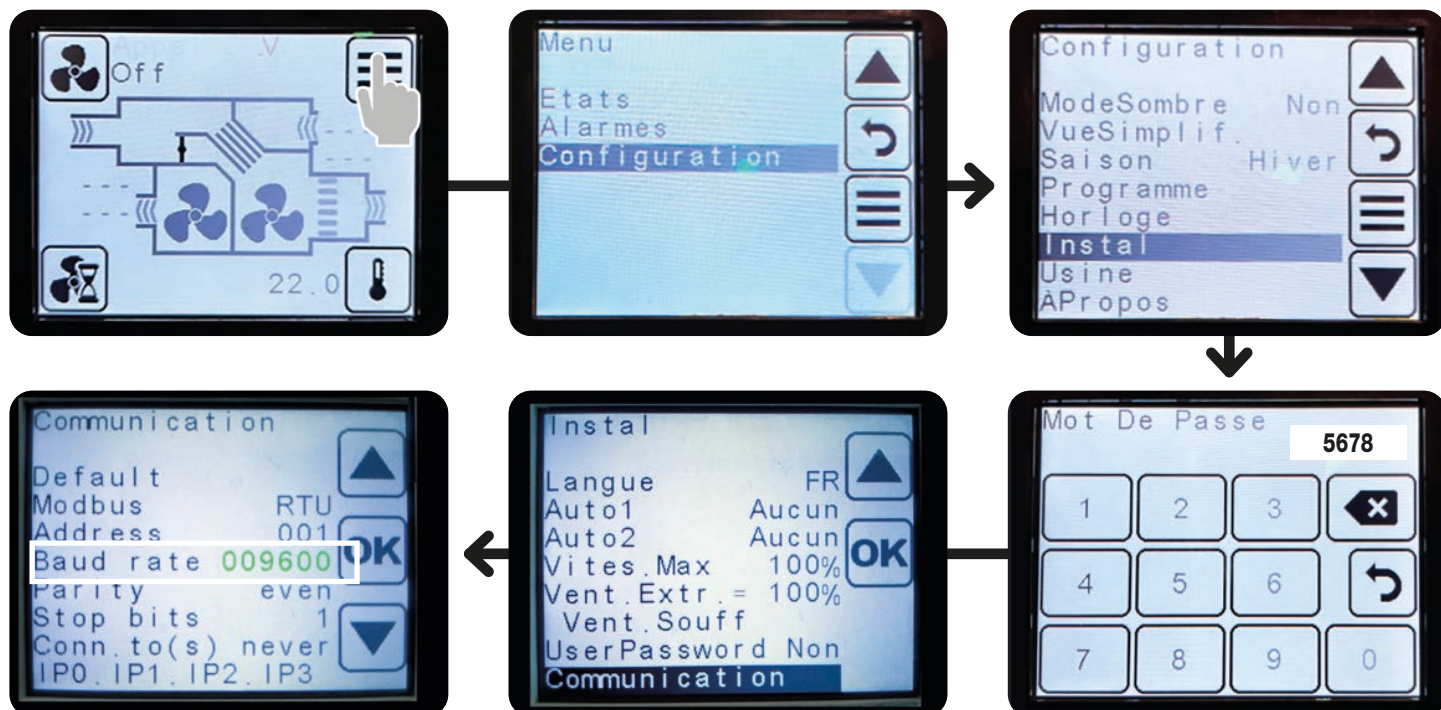 Appel .V
Off
22.0
Menu
Etats
Alarmes
Configuration
Configuration
ModeSombre Non
VueSimplif.
Saison Hiver
Programme
Horloge
Instal
Usine
ÀPropos
Mot De Passe
5678
1 2 3
4 5 6
7 8 9 0
Instal
Langue FR
Auto1 Aucun
Auto2 Aucun
Vites.Max 100%
Vent.Extr.= 100%
Vent.Souff
UserPassword Non
Communication
OK
Communication
Default
Modbus RTU
Address 001
Baud rate 009600
Parity even
Stop bits 1
Conn.to(s) never
IP0.IP1.IP2.IP3
OK